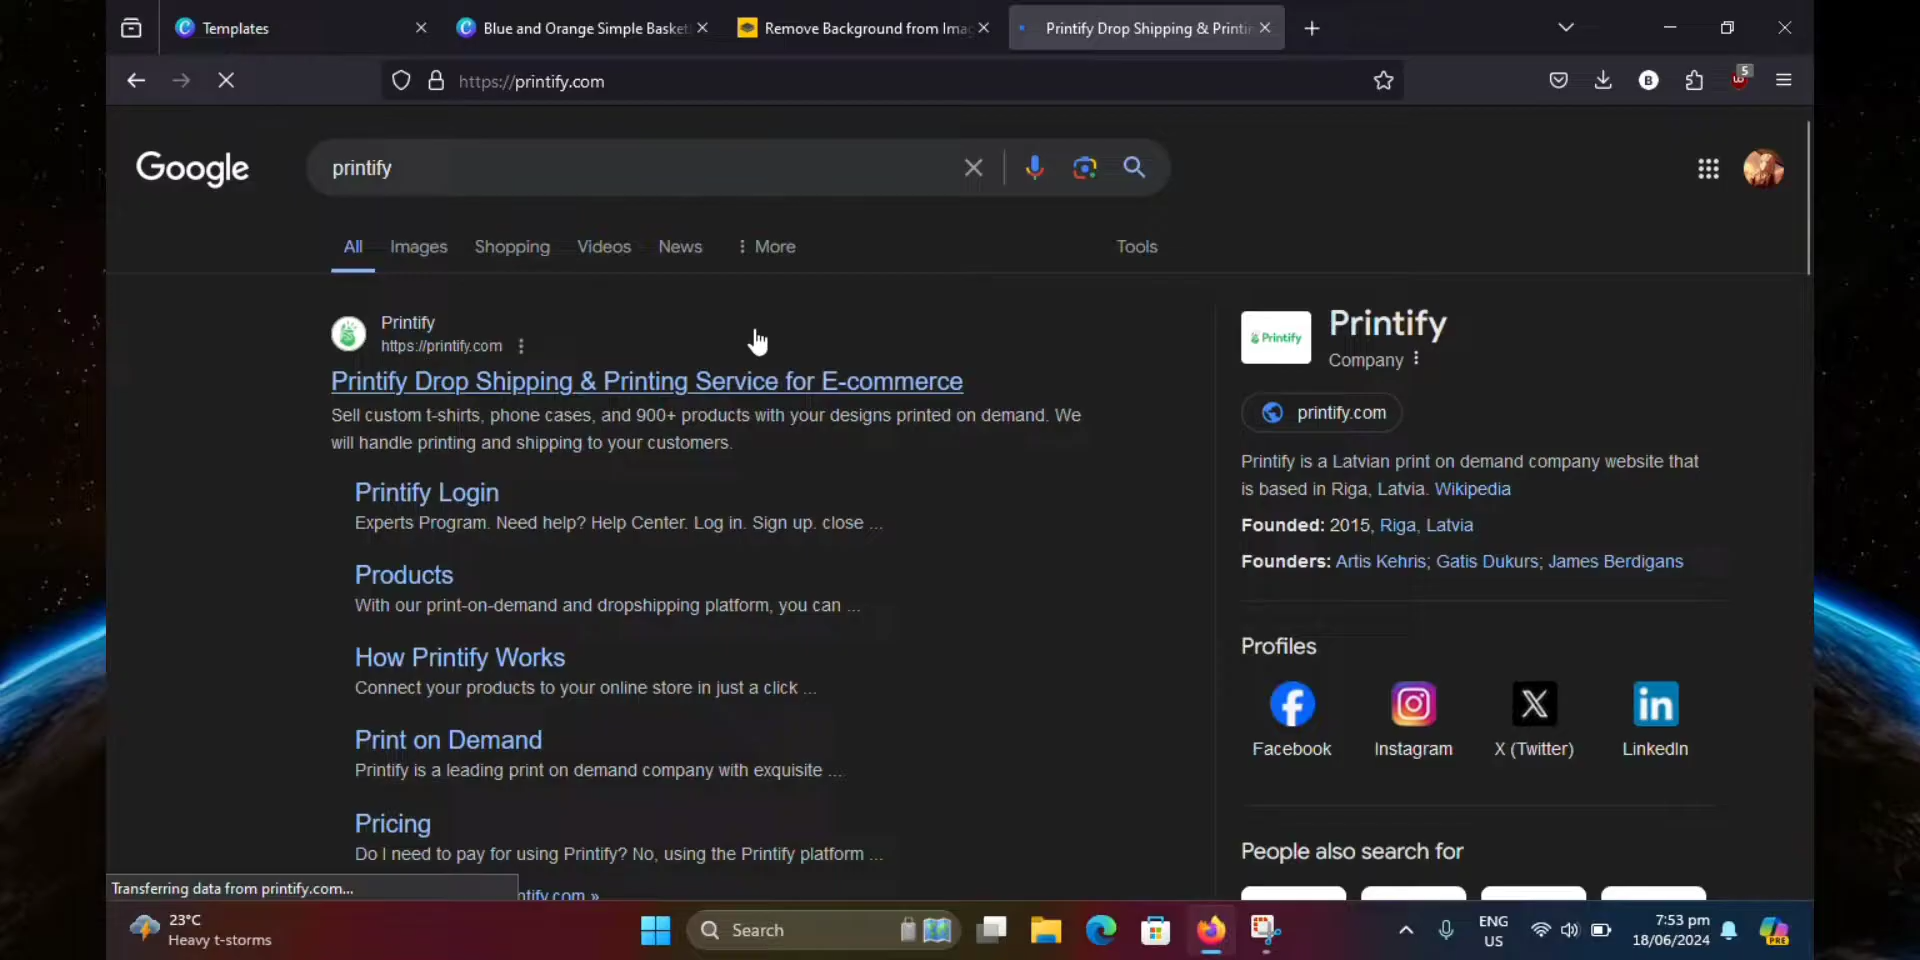 Templates
Blue and Orange Simple Basket
Remove Background from Imag
Printify Drop Shipping & Printin
https://printify.com
5
Google
printify
All
Images
Shopping
Videos
News
More
Tools
Printify
https://printify.com
Printify Drop Shipping & Printing Service for E-commerce
Sell custom t-shirts, phone cases, and 900+ products with your designs printed on demand. We
will handle printing and shipping to your customers.
Printify Login
Experts Program. Need help? Help Center. Log in. Sign up. close ...
Products
With our print-on-demand and dropshipping platform, you can ...
How Printify Works
Connect your products to your online store in just a click ...
Print on Demand
Printify is a leading print on demand company with exquisite ...
Pricing
Do I need to pay for using Printify? No, using the Printify platform ...
ntify.com »
Transferring data from printify.com...
Printify
Printify
Company
printify.com
Printify is a Latvian print on demand company website that
is based in Riga, Latvia. Wikipedia
Founded: 2015, Riga, Latvia
Founders: Artis Kehris; Gatis Dukurs; James Berdigans
Profiles
Facebook
Instagram
X (Twitter)
LinkedIn
People also search for
23°C
Heavy t-storms
Search
ENG
US
7:53 pm
18/06/2024
PRE